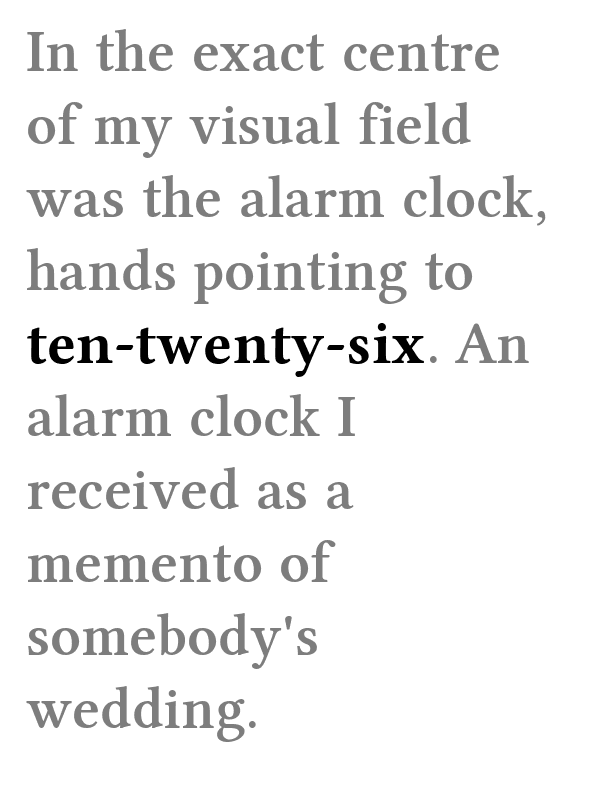 In the exact centre
of my visual field
was the alarm clock,
hands pointing to
ten-twenty-six. An
alarm clock I
received as a
memento of
somebody's
wedding.